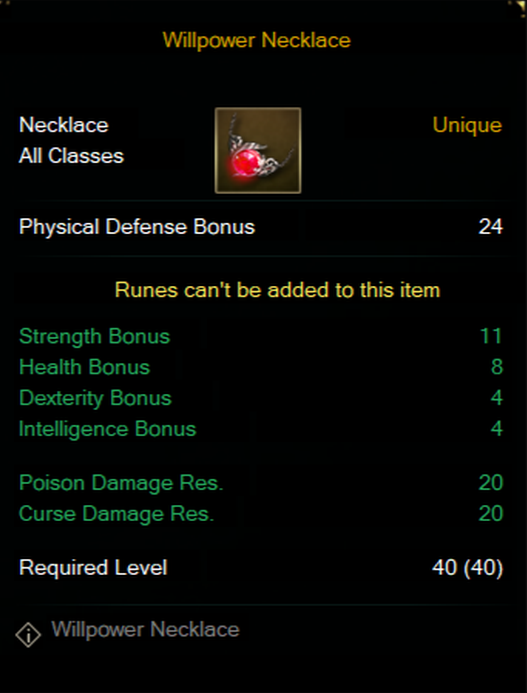 Willpower Necklace
Necklace Unique
All Classes
Physical Defense Bonus 24
Runes can't be added to this item
Strength Bonus 11
Health Bonus 8
Dexterity Bonus 4
Intelligence Bonus 4
Poison Damage Res. 20
Curse Damage Res. 20
Required Level 40 (40)
Willpower Necklace